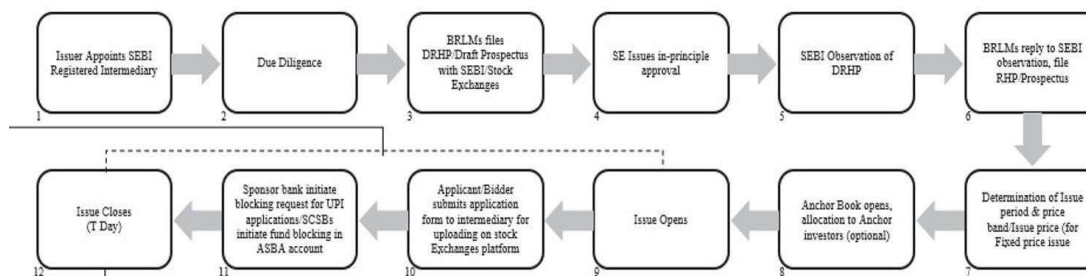 Issuer Appoints SEBI
Registered Intermediary
1
Due Diligence
2
BRLMs files
DRHP/Draft Prospectus
with SEBI/Stock
Exchanges
3
SE Issues in-principle
approval
4
SEBI Observation of
DRHP
5
BRLMs reply to SEBI
observation, file
RHP/Prospectus
6
Determination of Issue
period & price
band/Issue price (for
Fixed price issue
7
Anchor Book opens,
allocation to Anchor
investors (optional)
8
Issue Opens
9
Applicant/Bidder
submits application
form to intermediary for
uploading on stock
Exchanges platform
10
Sponsor bank initiate
blocking request for UPI
applications/SCSBs
initiate fund blocking in
ASBA account
11
Issue Closes
(T Day)
12